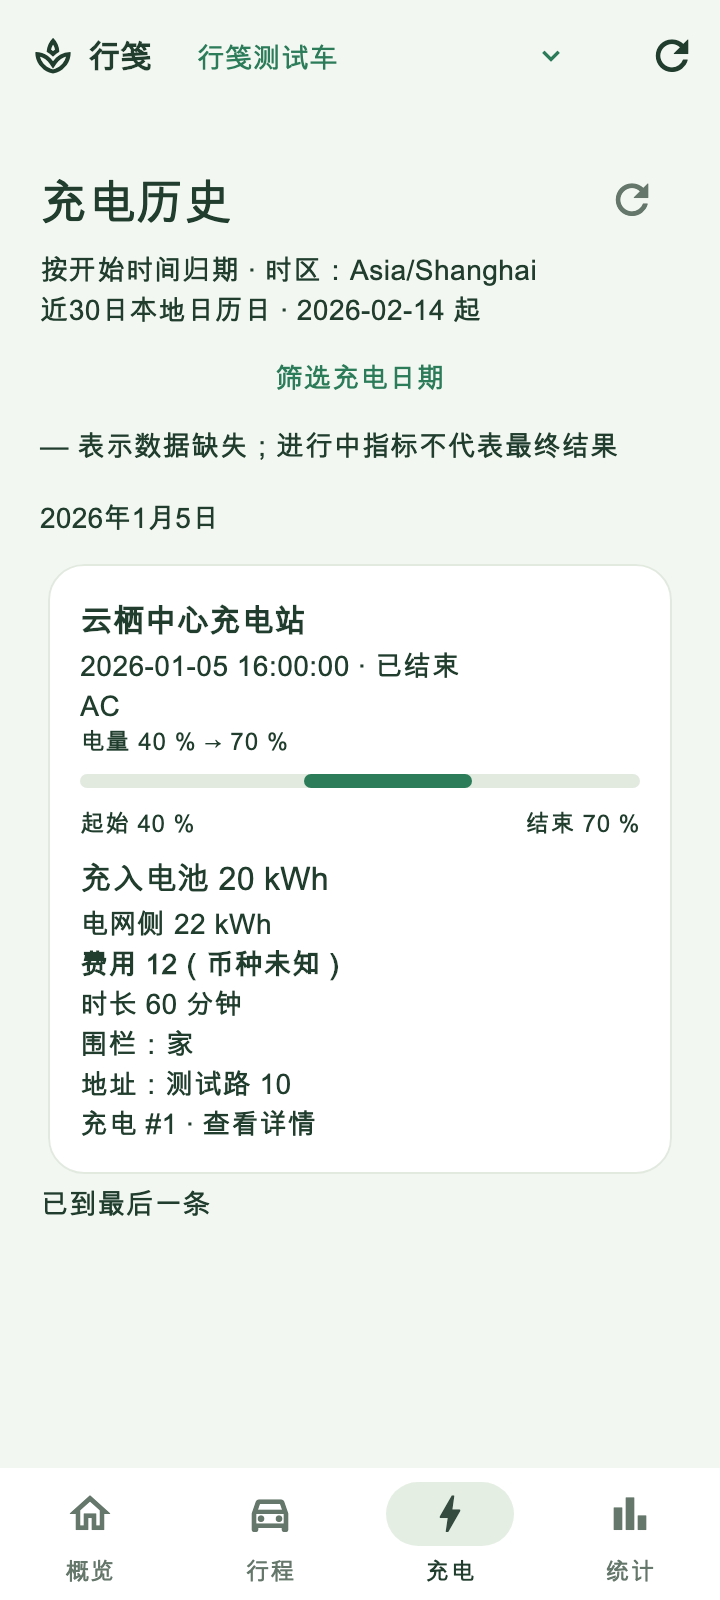 行笺
行笺测试车
充电历史
按开始时间归期 · 时区：Asia/Shanghai
近30日本地日历日 · 2026-02-14 起
筛选充电日期
— 表示数据缺失；进行中指标不代表最终结果
2026年1月5日
云栖中心充电站
2026-01-05 16:00:00 · 已结束
AC
电量 40 % → 70 %
起始 40 %
结束 70 %
充入电池 20 kWh
电网侧 22 kWh
费用 12（币种未知）
时长 60 分钟
围栏：家
地址：测试路 10
充电 #1 · 查看详情
已到最后一条
概览
行程
充电
统计